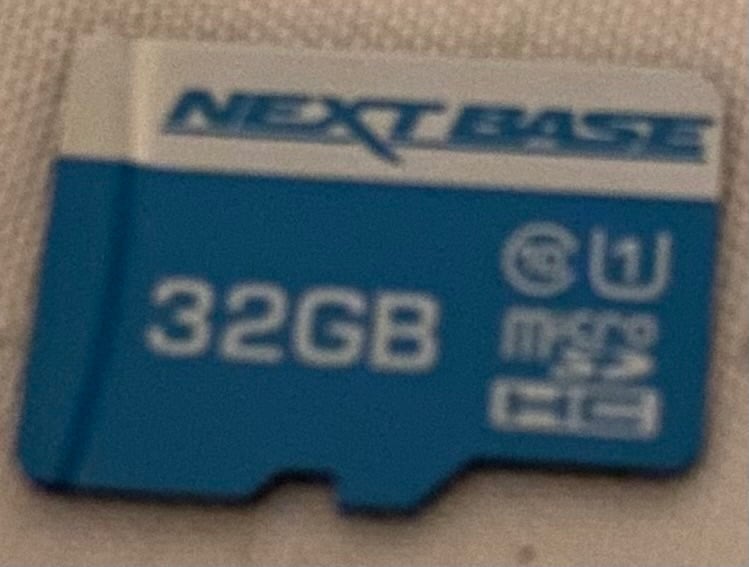 NEXTBASE
32GB
10 U1
micro
SD
HC